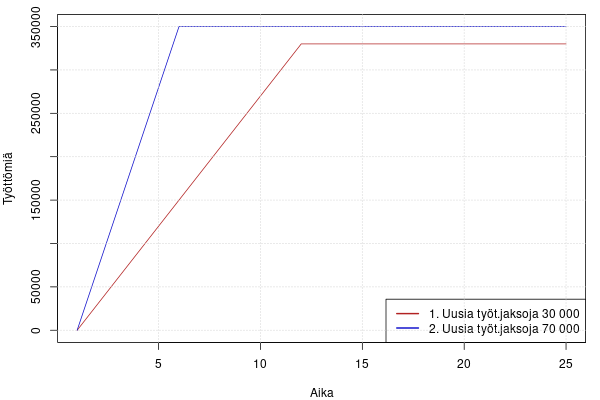 350000
250000
150000
50000
0
Työttömiä
5 10 15 20 25
Aika
1. Uusia työt.jaksoja 30 000
2. Uusia työt.jaksoja 70 000